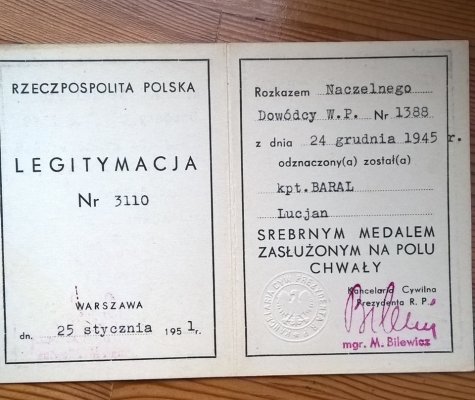 RZECZPOSPOLITA POLSKA
LEGITYMACJA
Nr 3110
WARSZAWA
dn. 25 stycznia 1951 r.
Rozkazem Naczelnego
Dowódcy W.P. Nr 1388
z dnia 24 grudnia 1945 r.
odznaczony(a) został(a)
kpt. BARAL
Lucjan
SREBRNYM MEDALEM
ZASŁUŻONYM NA POLU
CHWAŁY
Kancelaria Cywilna
Prezydenta R. P.
mgr. M. Bilewicz